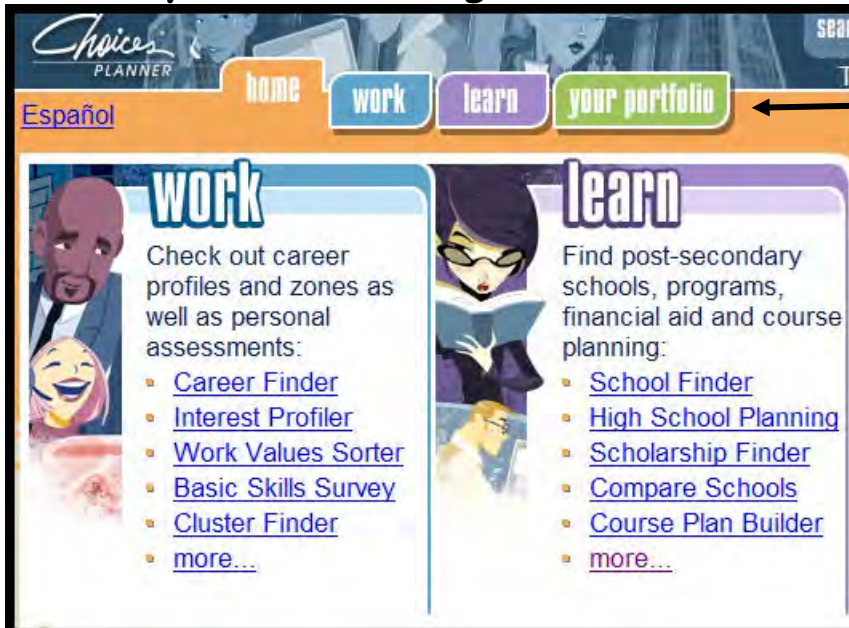 Choices
PLANNER
home
work
learn
your portfolio
Español
work
Check out career
profiles and zones as
well as personal
assessments:
Career Finder
Interest Profiler
Work Values Sorter
Basic Skills Survey
Cluster Finder
more...
learn
Find post-secondary
schools, programs,
financial aid and course
planning:
School Finder
High School Planning
Scholarship Finder
Compare Schools
Course Plan Builder
more...